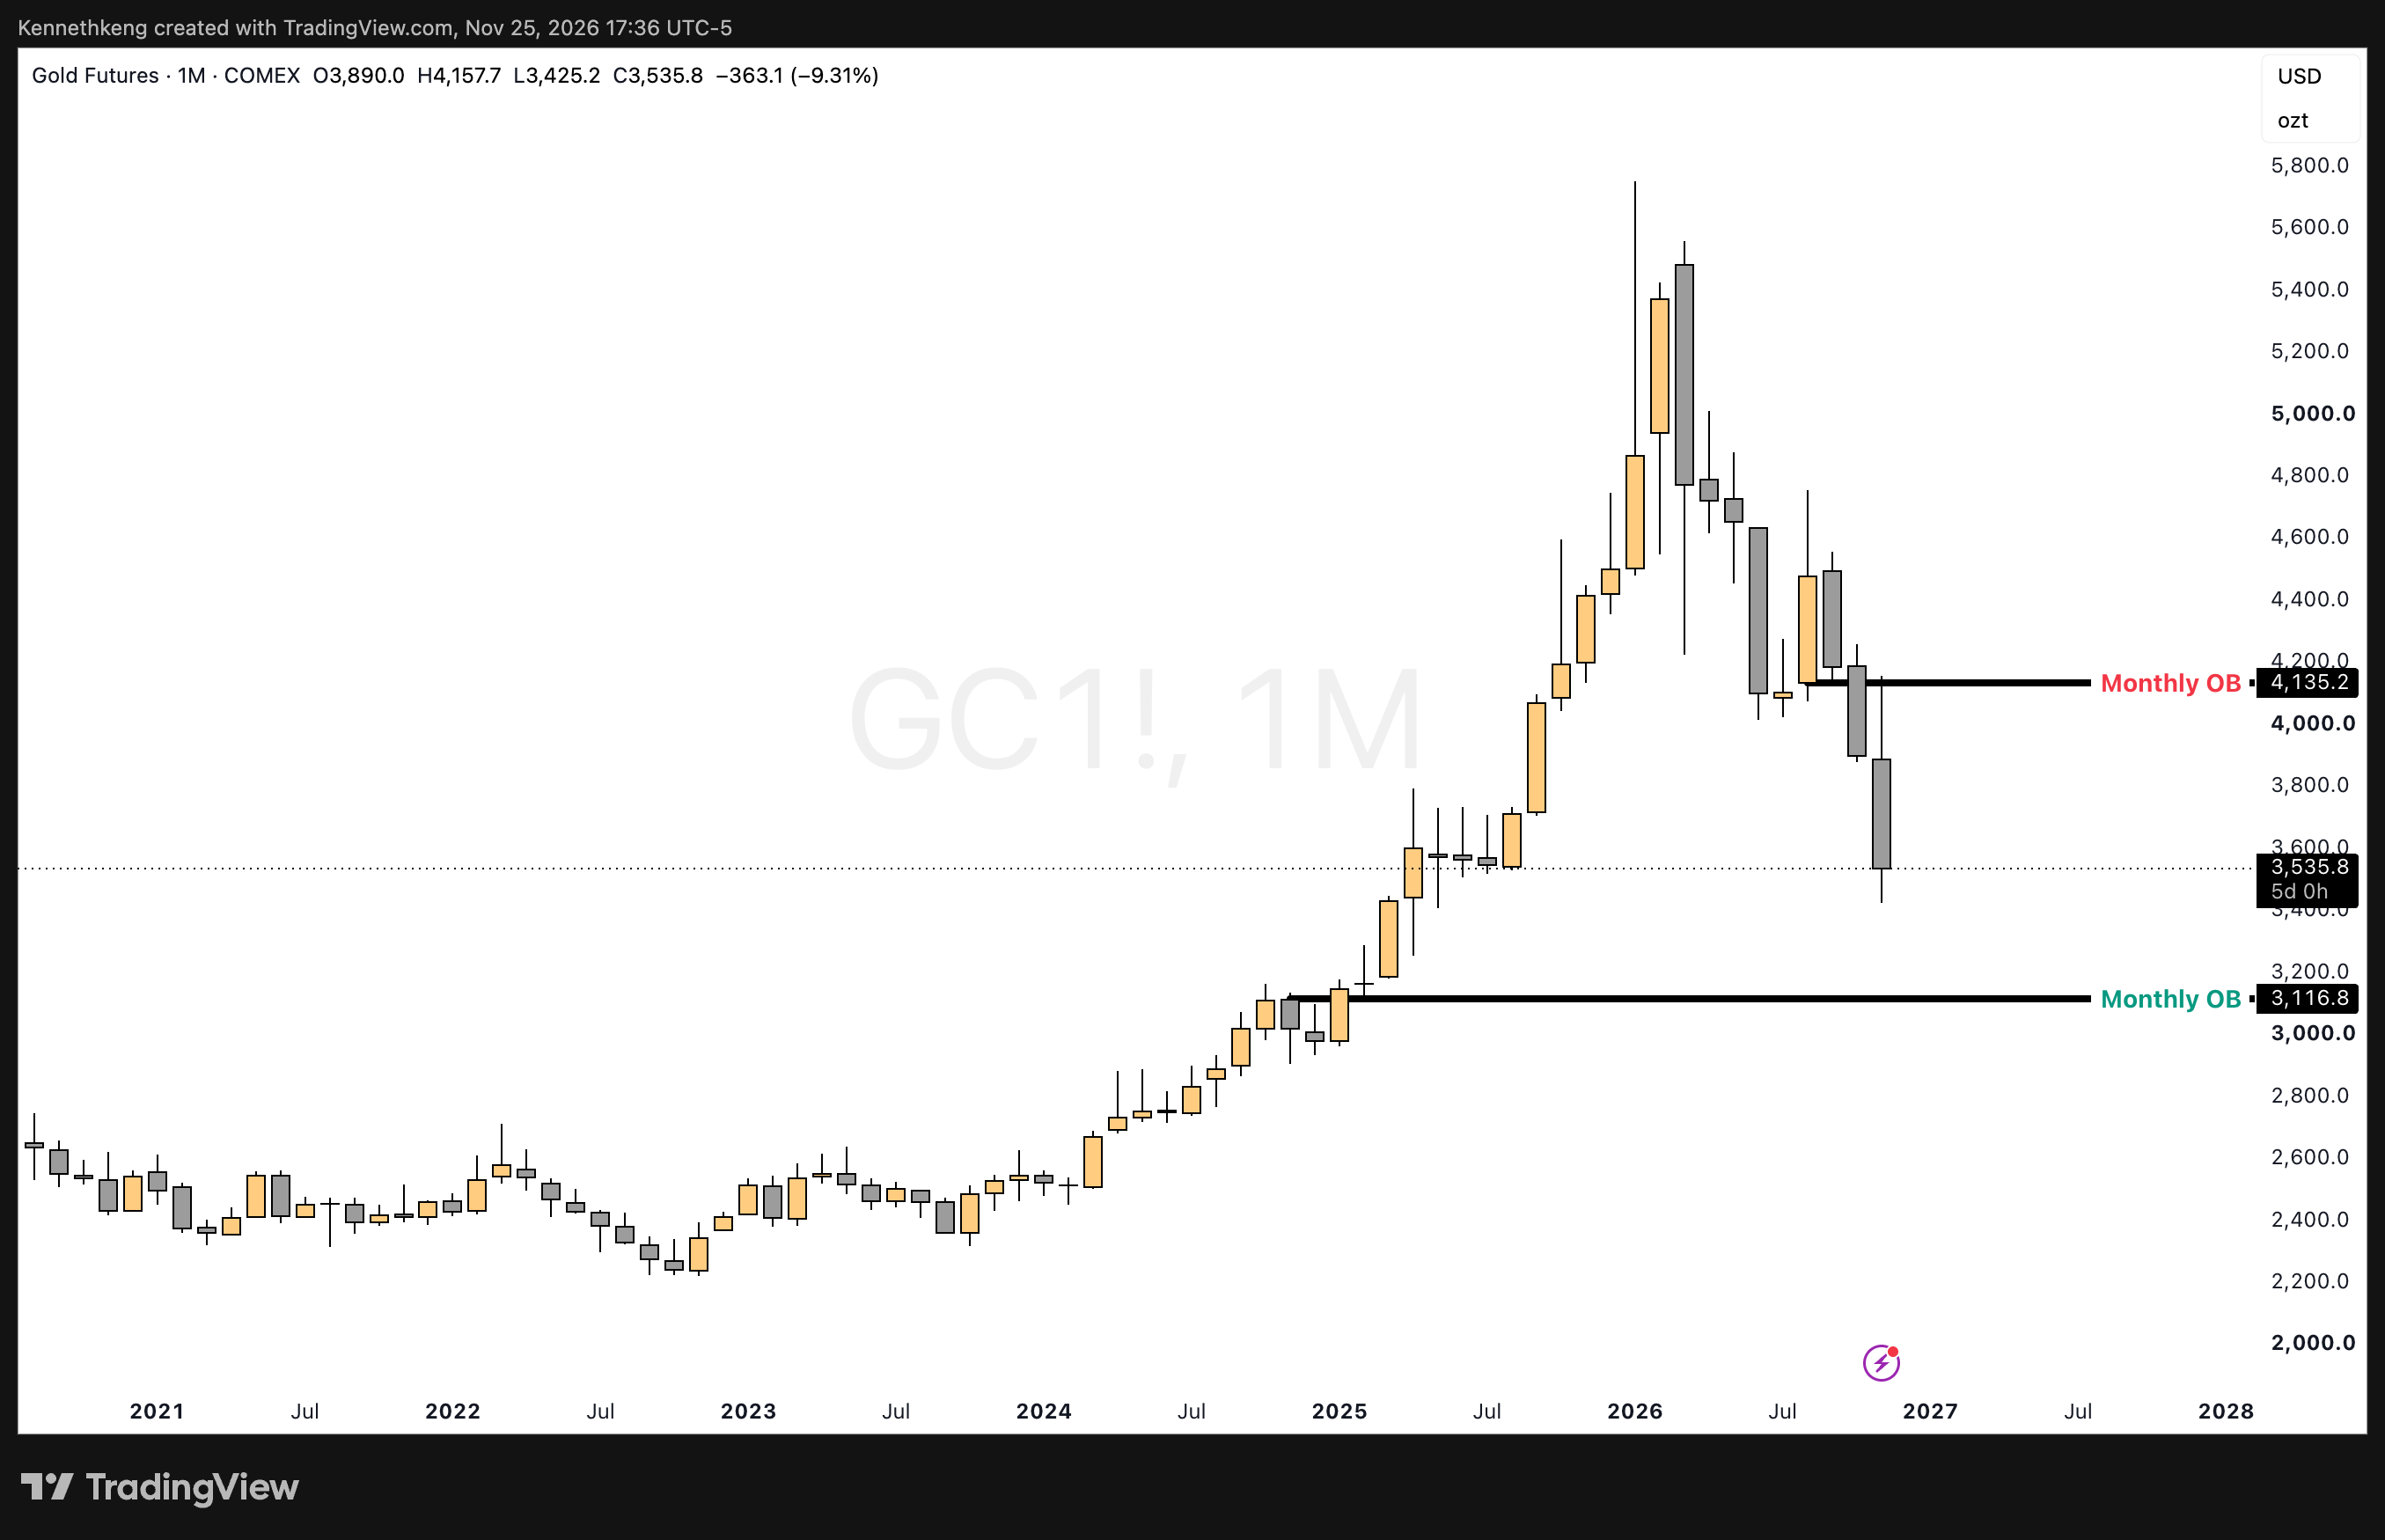 Kennethkeng created with TradingView.com, Nov 25, 2026 17:36 UTC-5
Gold Futures · 1M · COMEX O3,890.0 H4,157.7 L3,425.2 C3,535.8 −363.1 (−9.31%)
USD
ozt
5,800.0
5,600.0
5,400.0
5,200.0
5,000.0
4,800.0
4,600.0
4,400.0
4,200.0
Monthly OB 4,135.2
4,000.0
GC1!, 1M
3,800.0
3,600.0
3,535.8
5d 0h
3,400.0
3,200.0
Monthly OB 3,116.8
3,000.0
2,800.0
2,600.0
2,400.0
2,200.0
2,000.0
2021 Jul 2022 Jul 2023 Jul 2024 Jul 2025 Jul 2026 Jul 2027 Jul 2028
TradingView